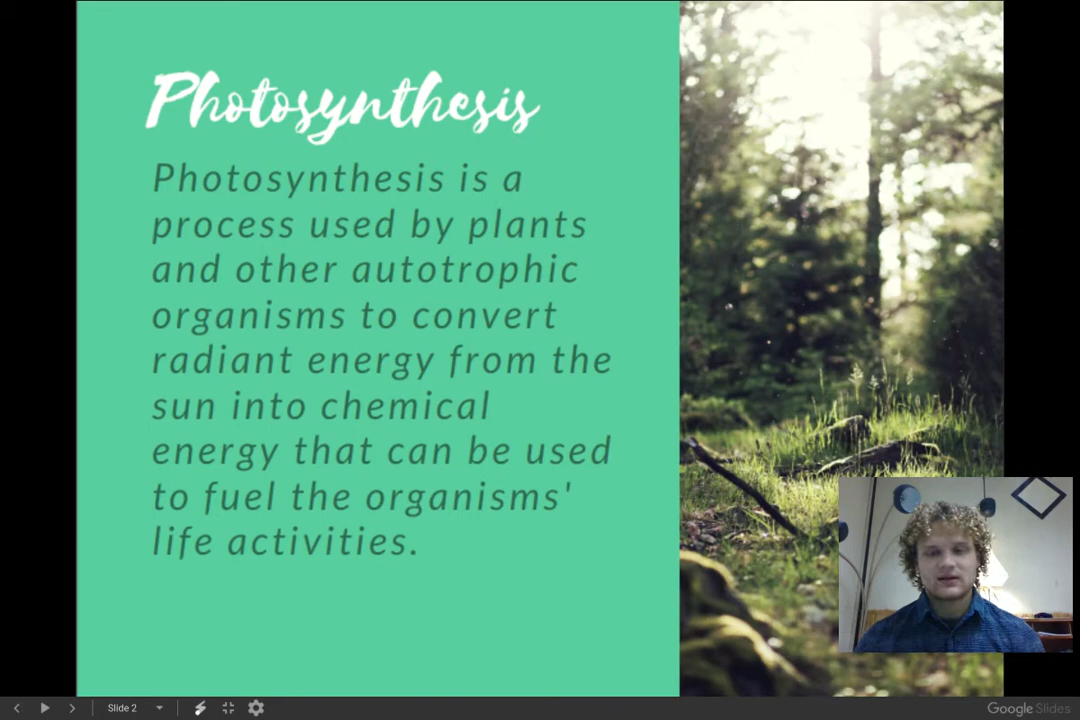 Photosynthesis
Photosynthesis is a
process used by plants
and other autotrophic
organisms to convert
radiant energy from the
sun into chemical
energy that can be used
to fuel the organisms'
life activities.
Slide 2
Google Slides